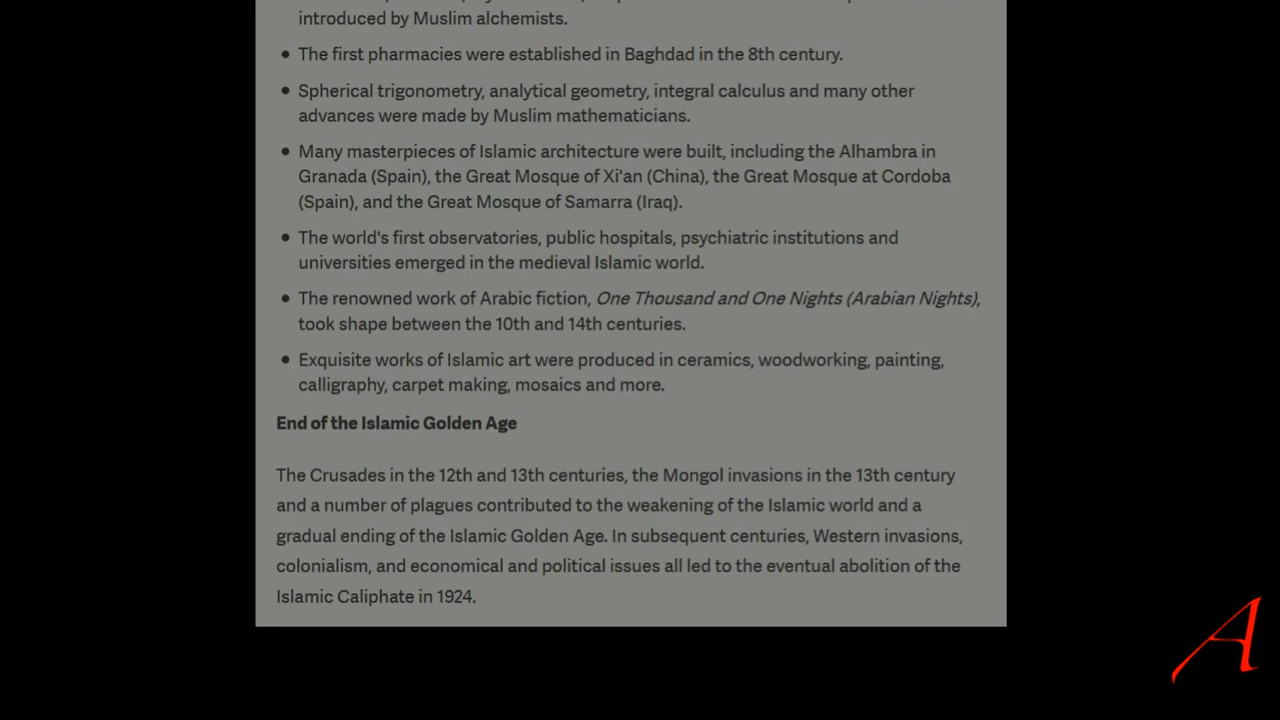 introduced by Muslim alchemists.
• The first pharmacies were established in Baghdad in the 8th century.
• Spherical trigonometry, analytical geometry, integral calculus and many other
advances were made by Muslim mathematicians.
• Many masterpieces of Islamic architecture were built, including the Alhambra in
Granada (Spain), the Great Mosque of Xi'an (China), the Great Mosque at Cordoba
(Spain), and the Great Mosque of Samarra (Iraq).
• The world's first observatories, public hospitals, psychiatric institutions and
universities emerged in the medieval Islamic world.
• The renowned work of Arabic fiction, One Thousand and One Nights (Arabian Nights),
took shape between the 10th and 14th centuries.
• Exquisite works of Islamic art were produced in ceramics, woodworking, painting,
calligraphy, carpet making, mosaics and more.
End of the Islamic Golden Age
The Crusades in the 12th and 13th centuries, the Mongol invasions in the 13th century
and a number of plagues contributed to the weakening of the Islamic world and a
gradual ending of the Islamic Golden Age. In subsequent centuries, Western invasions,
colonialism, and economical and political issues all led to the eventual abolition of the
Islamic Caliphate in 1924.
A